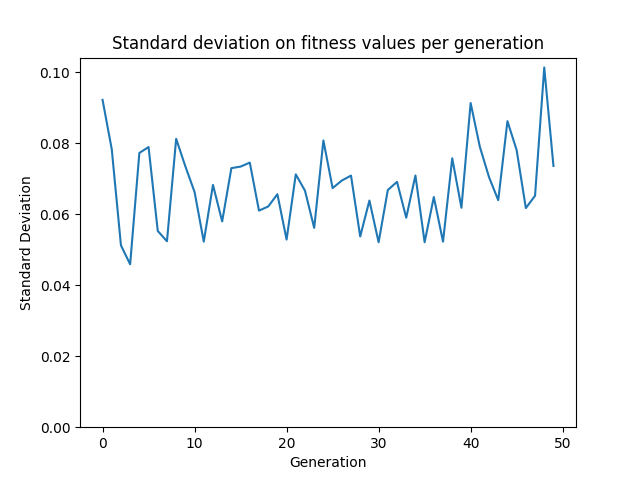 Standard deviation on fitness values per generation
0.10
0.08
0.06
0.04
0.02
0.00
Standard Deviation
0 10 20 30 40 50
Generation